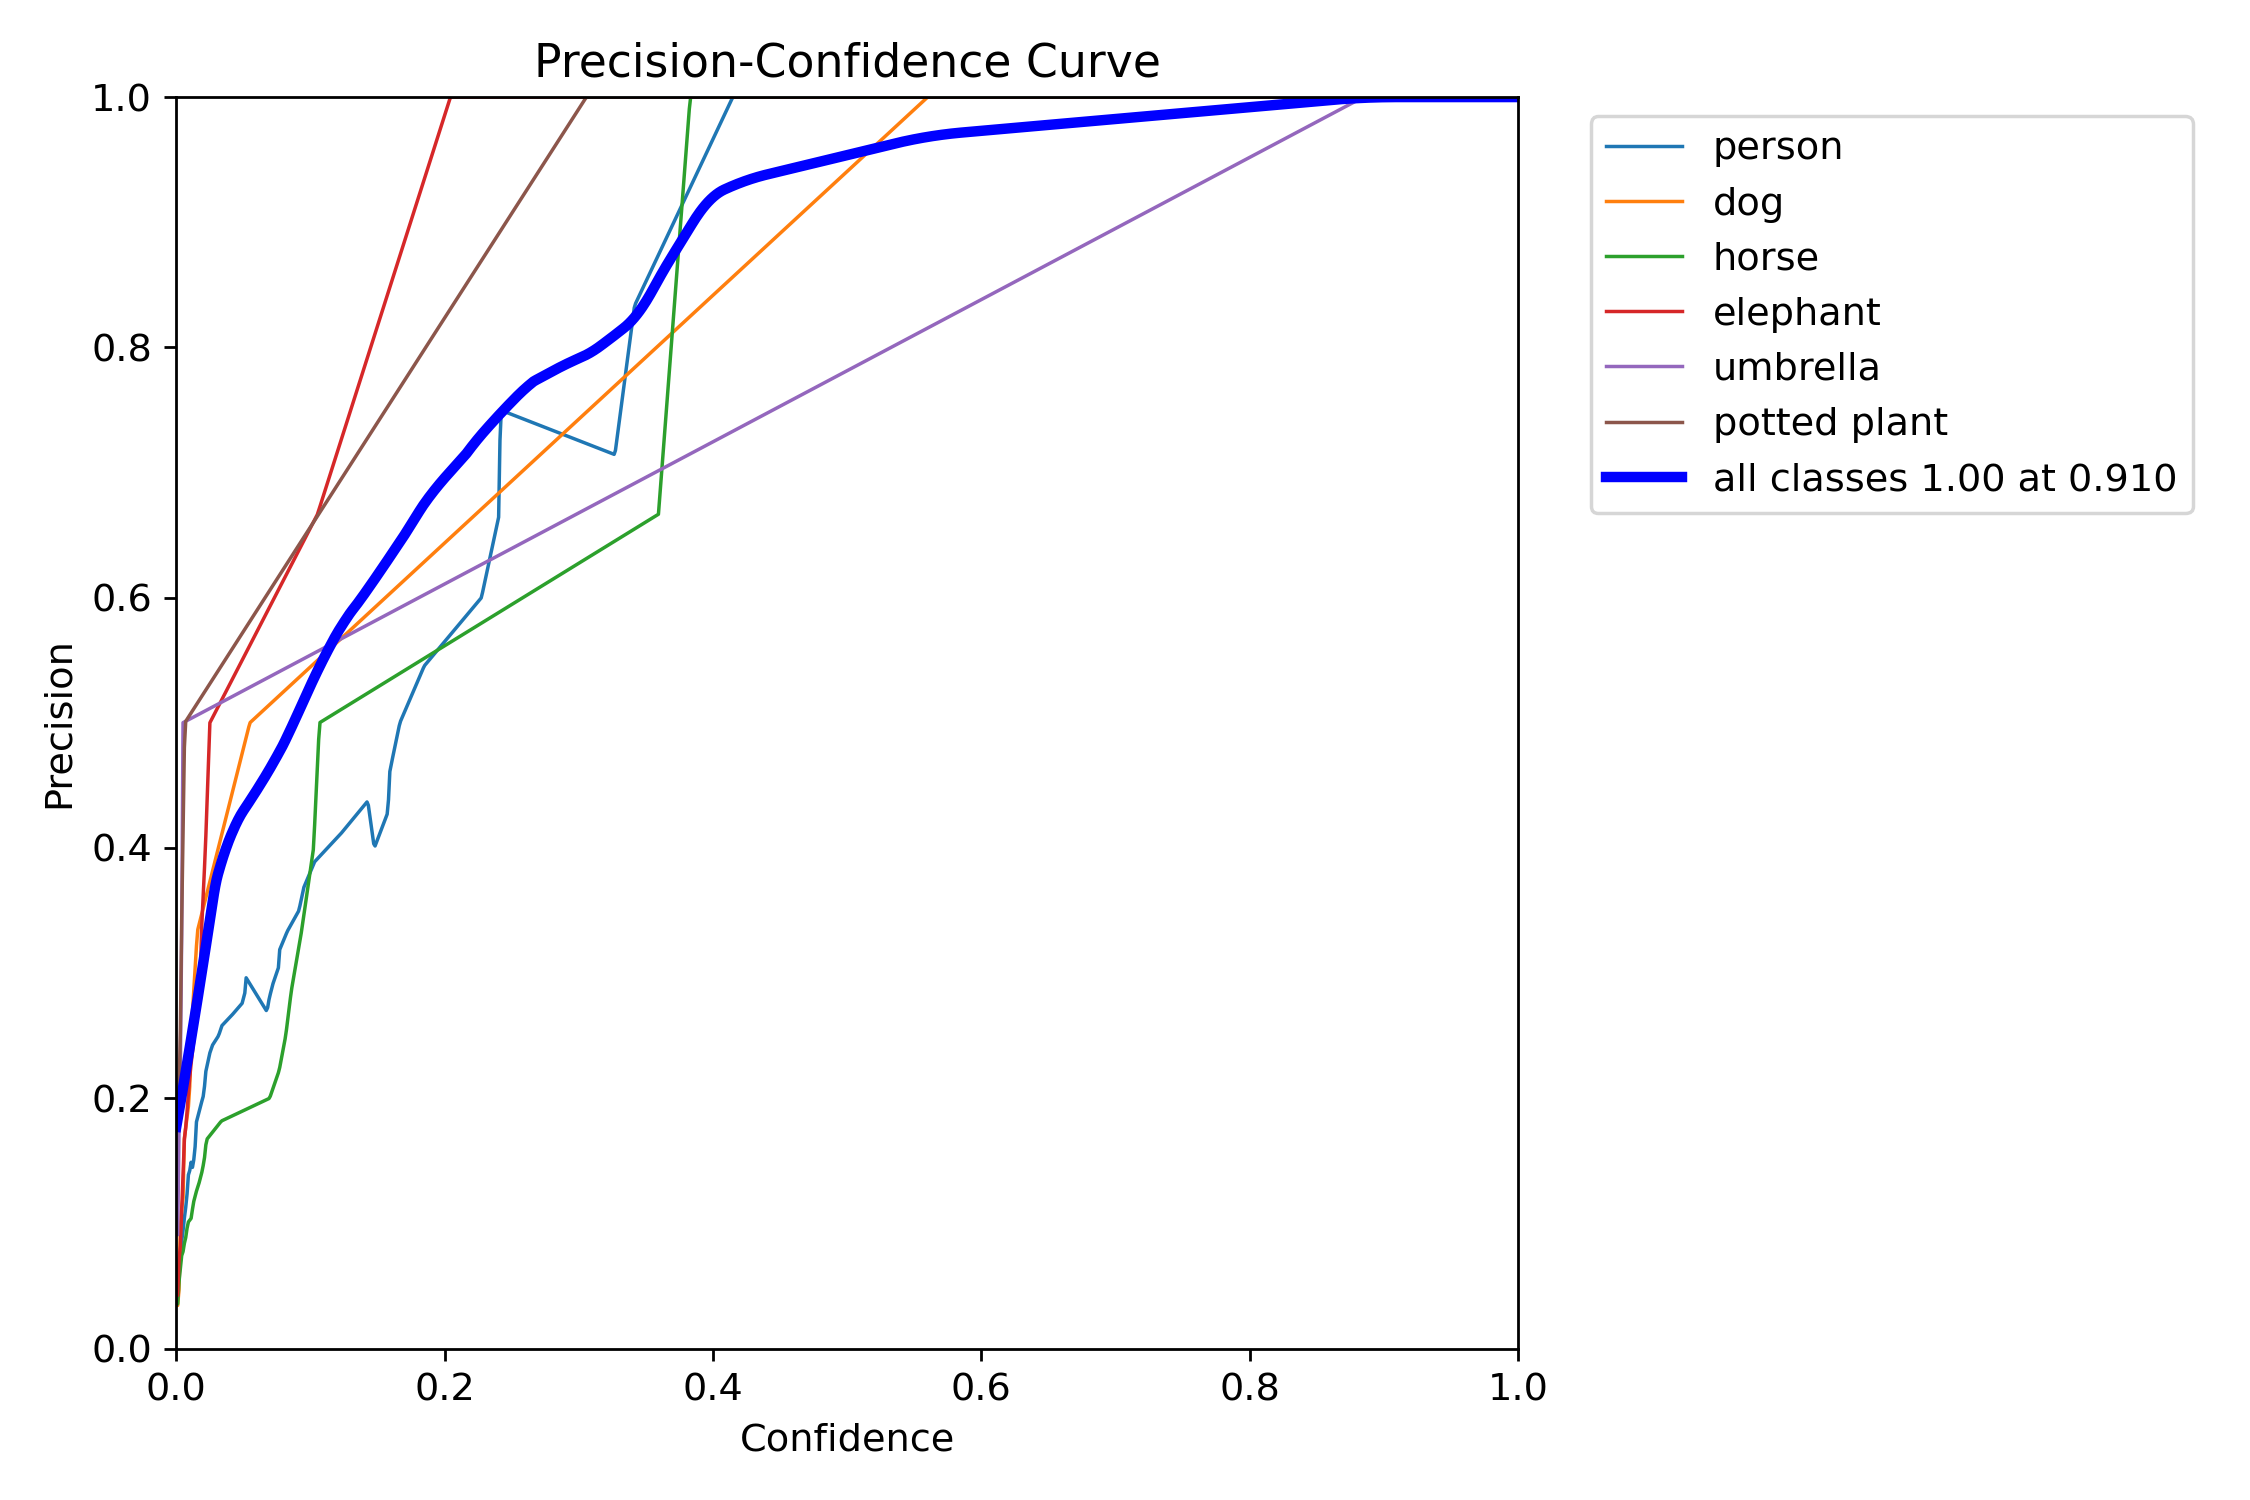 Precision-Confidence Curve
1.0
0.8
0.6
0.4
0.2
0.0
Precision
0.0 0.2 0.4 0.6 0.8 1.0
Confidence
person
dog
horse
elephant
umbrella
potted plant
all classes 1.00 at 0.910